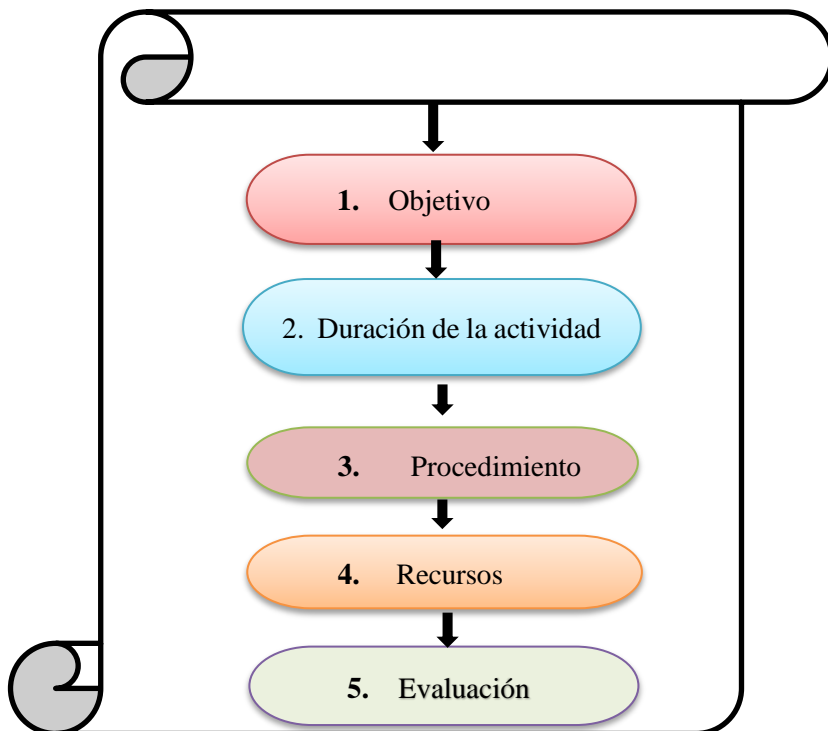 1. Objetivo
2. Duración de la actividad
3. Procedimiento
4. Recursos
5. Evaluación